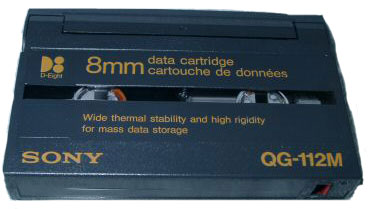 D-Eight
8mm data cartridge
cartouche de données
Wide thermal stability and high rigidity
for mass data storage
SONY
QG-112M